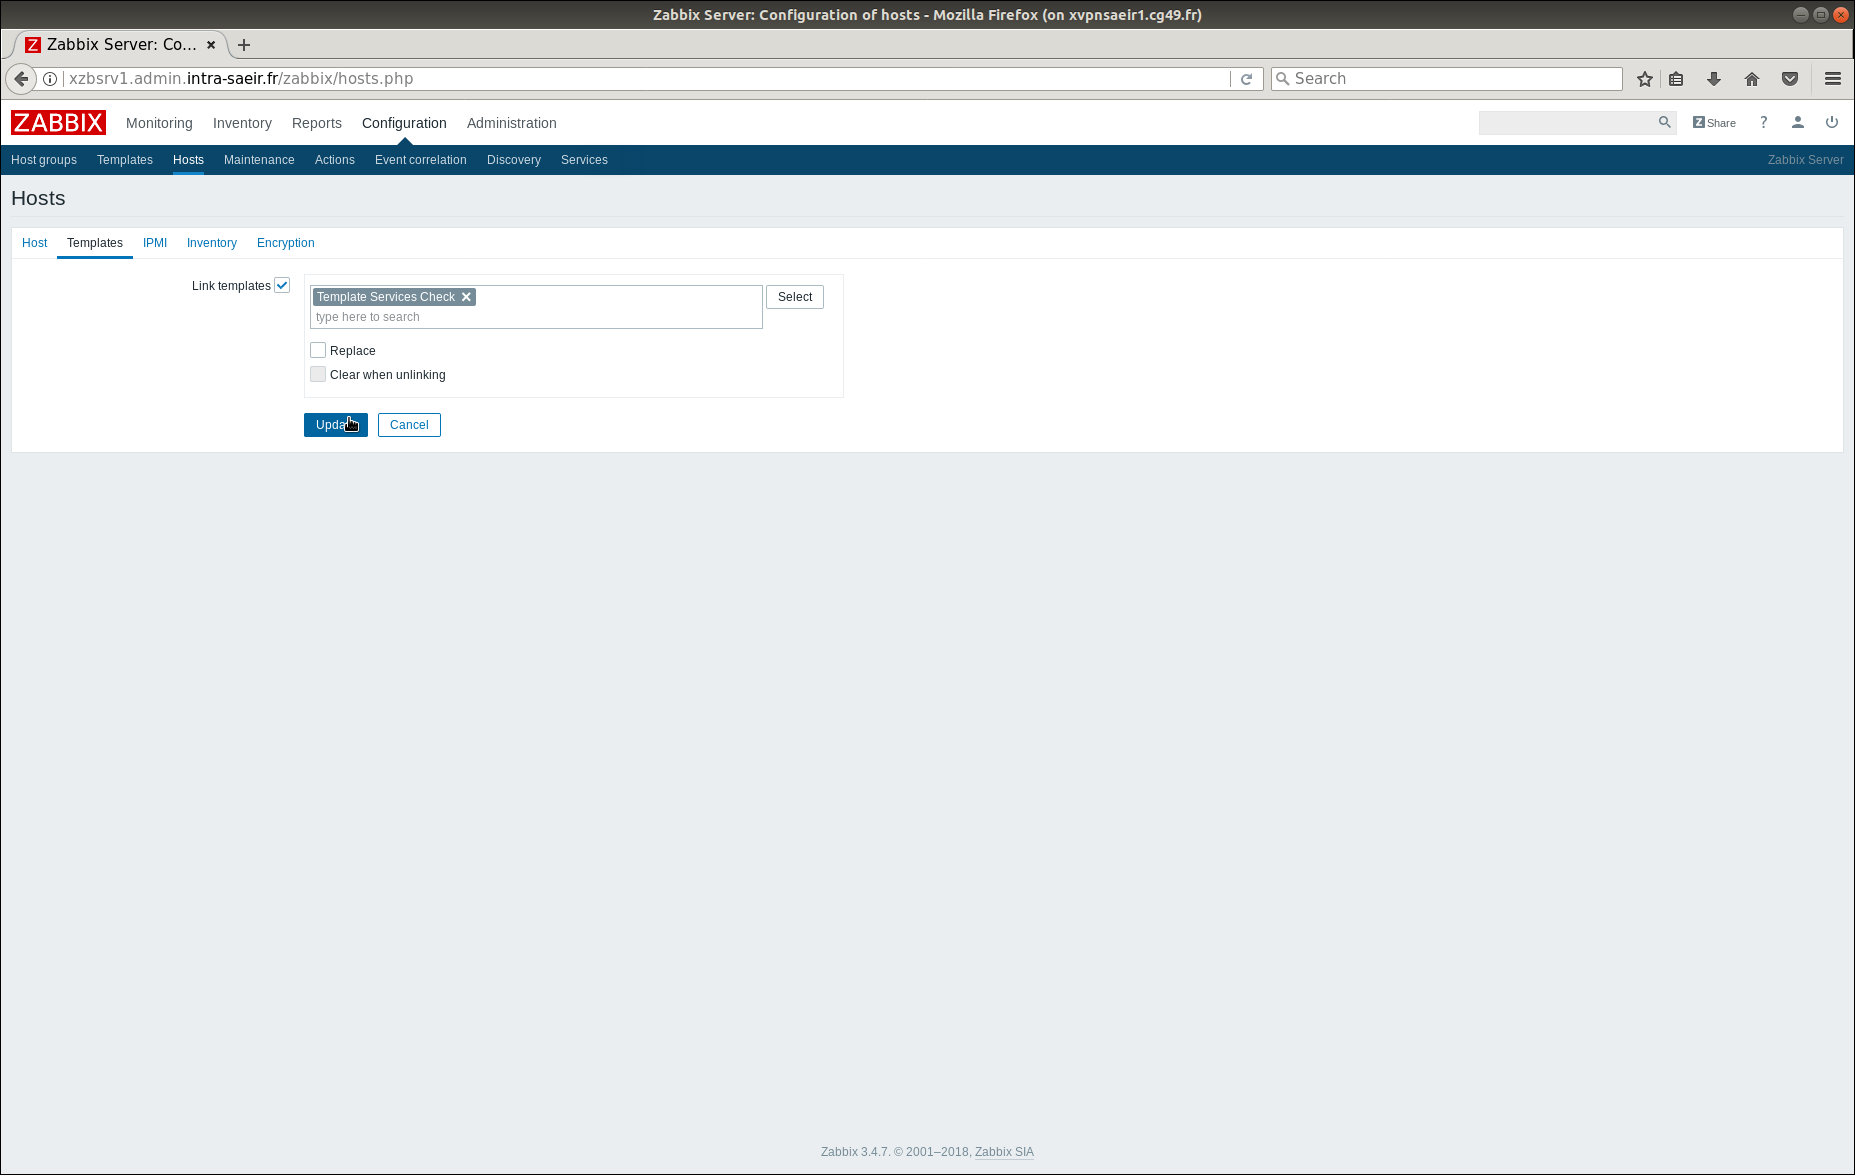 Zabbix Server: Configuration of hosts - Mozilla Firefox (on xvpnsaeir1.cg49.fr)
Zabbix Server: Co...
xzbsrv1.admin.intra-saeir.fr/zabbix/hosts.php
Search
ZABBIX Monitoring Inventory Reports Configuration Administration Z Share ?
Host groups Templates Hosts Maintenance Actions Event correlation Discovery Services Zabbix Server
Hosts
Host Templates IPMI Inventory Encryption
Link templates Template Services Check Select
type here to search
Replace
Clear when unlinking
Cancel
Zabbix 3.4.7. © 2001–2018, Zabbix SIA